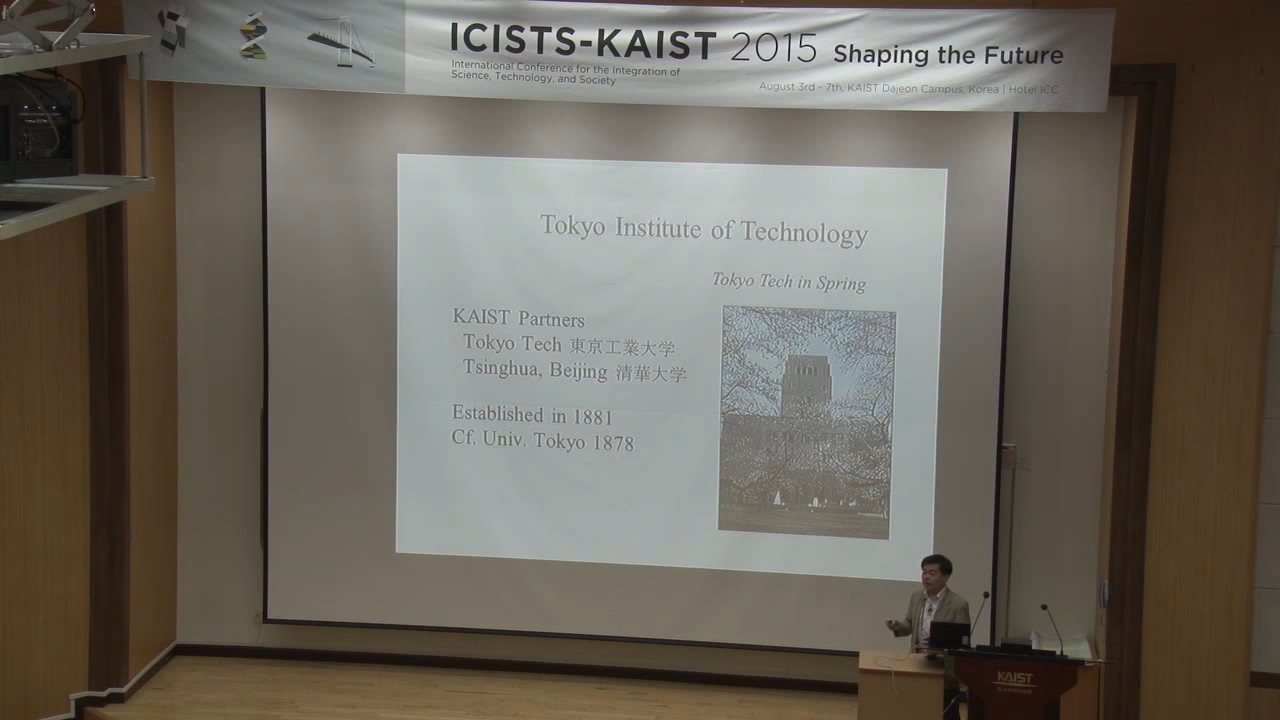 ICISTS-KAIST 2015 Shaping the Future
International Conference for the Integration of
Science, Technology, and Society
August 3rd - 7th, KAIST Dajeon Campus, Korea | Hotel ICC
Tokyo Institute of Technology
Tokyo Tech in Spring
KAIST Partners
Tokyo Tech 東京工業大学
Tsinghua, Beijing 清華大学
Established in 1881
Cf. Univ. Tokyo 1878
KAIST